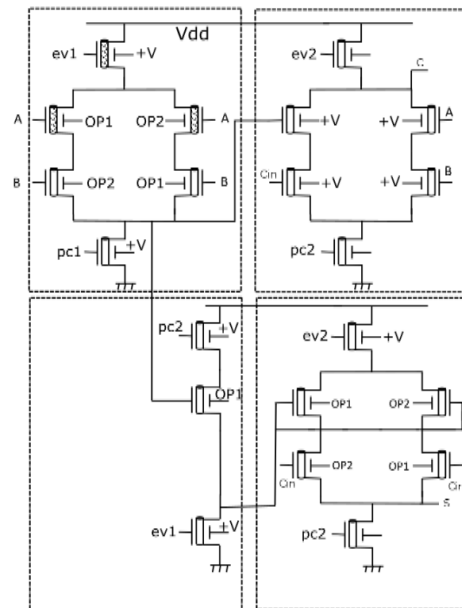 Vdd
ev1
+V
A
OP1
OP2
A
B
OP2
OP1
B
pc1
+V
ev2
+V
C
+V
+V
A
Cin
+V
+V
B
pc2
pc2
+V
OP1
ev1
+V
ev2
+V
OP1
OP2
Cin
OP2
OP1
Cin
S
pc2